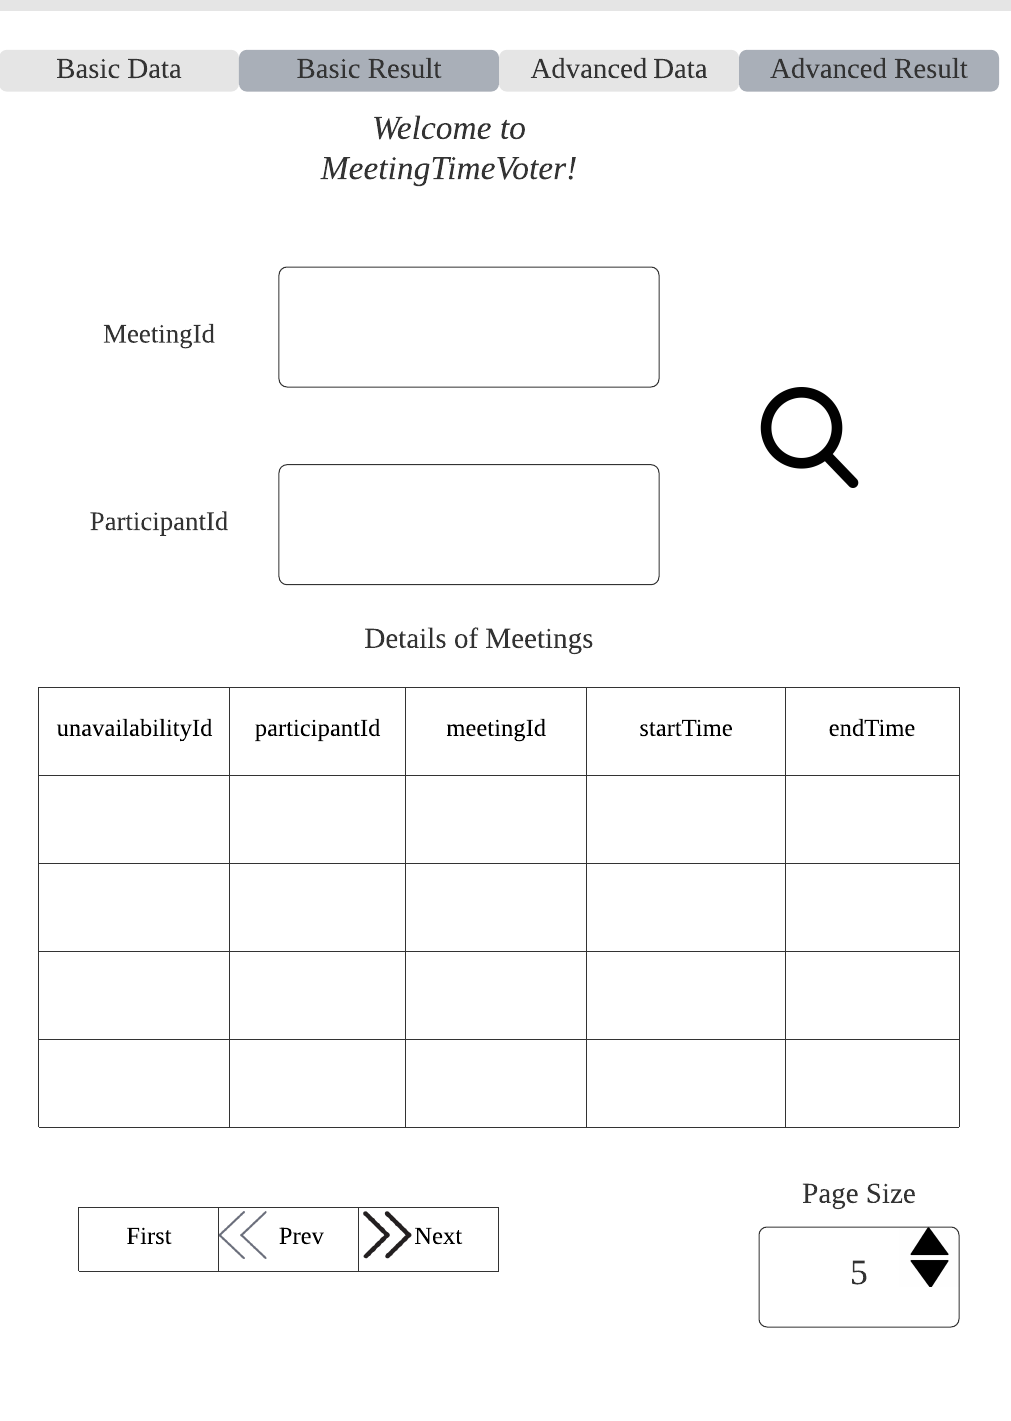 Basic Data Basic Result Advanced Data Advanced Result
Welcome to
MeetingTimeVoter!
MeetingId
ParticipantId
Details of Meetings
unavailabilityId participantId meetingId startTime endTime
Page Size
First Prev Next
5